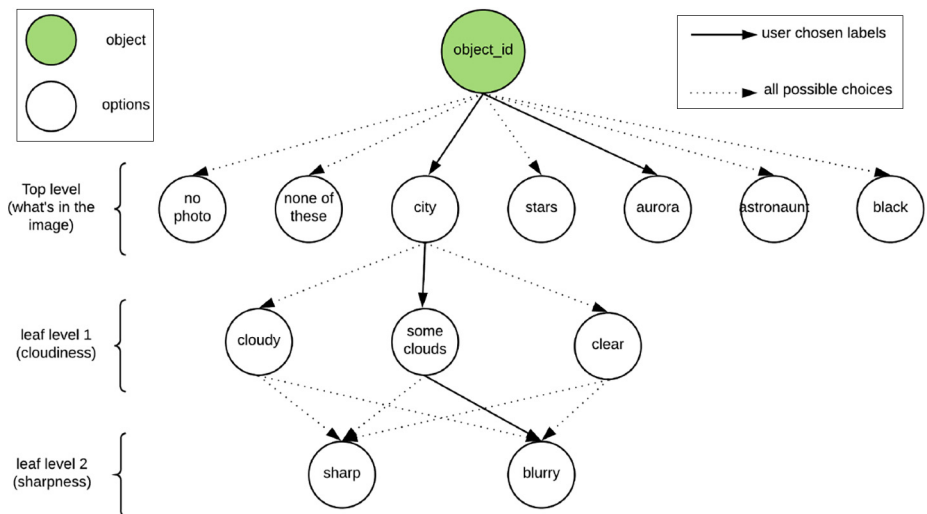 object
options
object_id
user chosen labels
all possible choices
Top level
(what's in the
image)
no
photo
none of
these
city
stars
aurora
astronaunt
black
leaf level 1
(cloudiness)
cloudy
some
clouds
clear
leaf level 2
(sharpness)
sharp
blurry